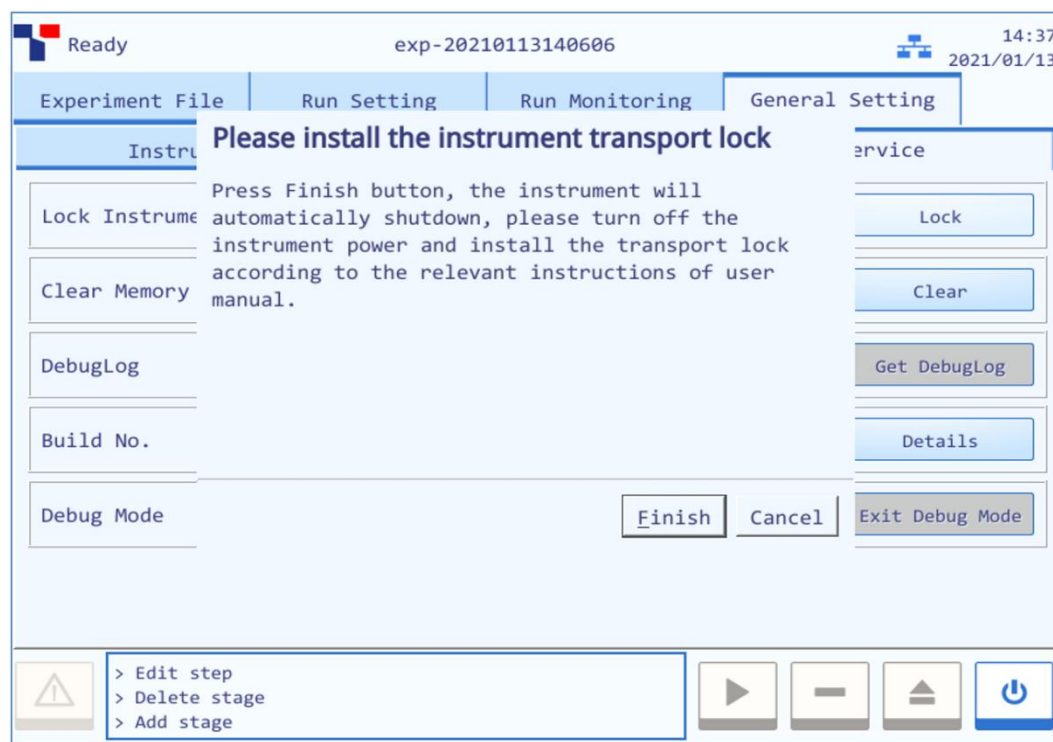 Ready
exp-20210113140606
14:37
2021/01/13
Experiment File
Run Setting
Run Monitoring
General Setting
Instru
ervice
Please install the instrument transport lock
Press Finish button, the instrument will
automatically shutdown, please turn off the
instrument power and install the transport lock
according to the relevant instructions of user
manual.
Lock Instrume
Lock
Clear Memory
Clear
DebugLog
Get DebugLog
Build No.
Details
Debug Mode
Exit Debug Mode
Finish
Cancel
> Edit step
> Delete stage
> Add stage